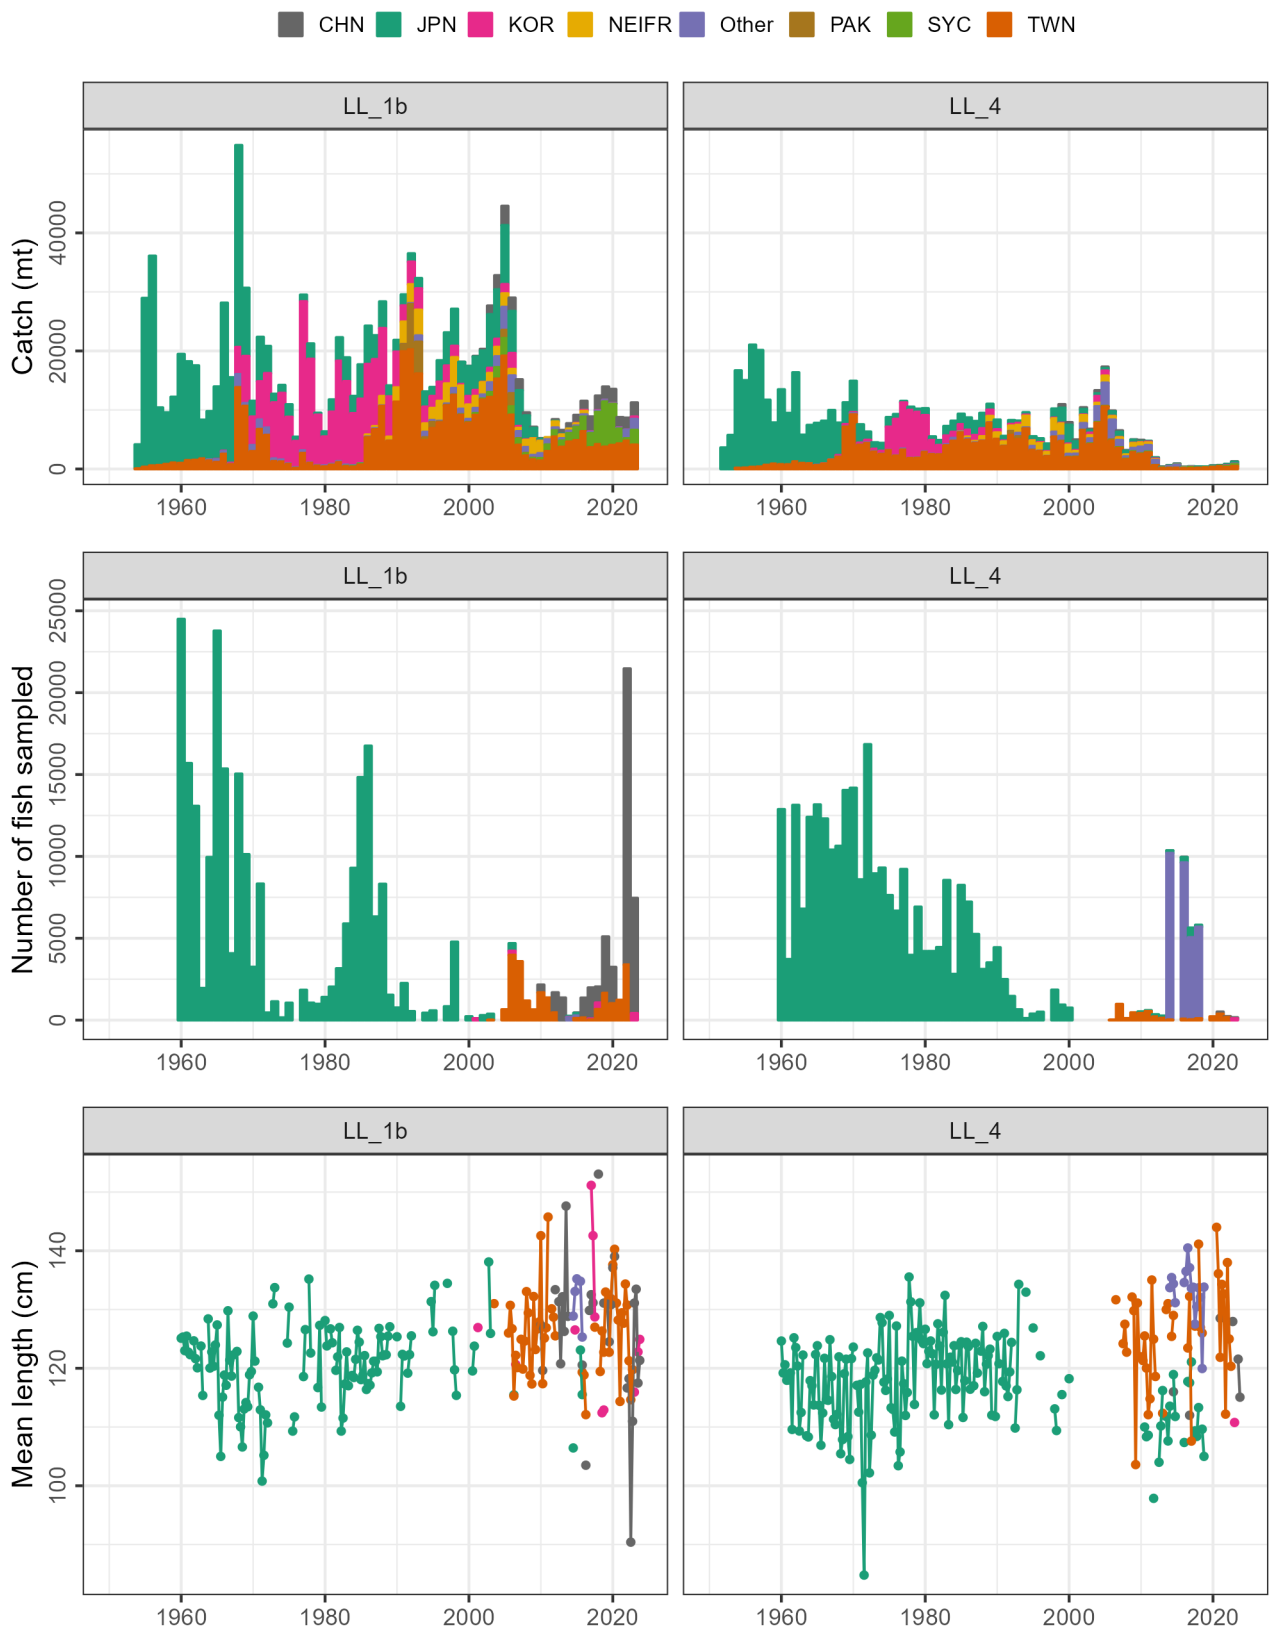 CHN JPN KOR NEIFR Other PAK SYC TWN
LL_1b LL_4
Catch (mt)
40000
20000
0
1960 1980 2000 2020 1960 1980 2000 2020
LL_1b LL_4
Number of fish sampled
25000
20000
15000
10000
5000
0
1960 1980 2000 2020 1960 1980 2000 2020
LL_1b LL_4
Mean length (cm)
140
120
100
1960 1980 2000 2020 1960 1980 2000 2020